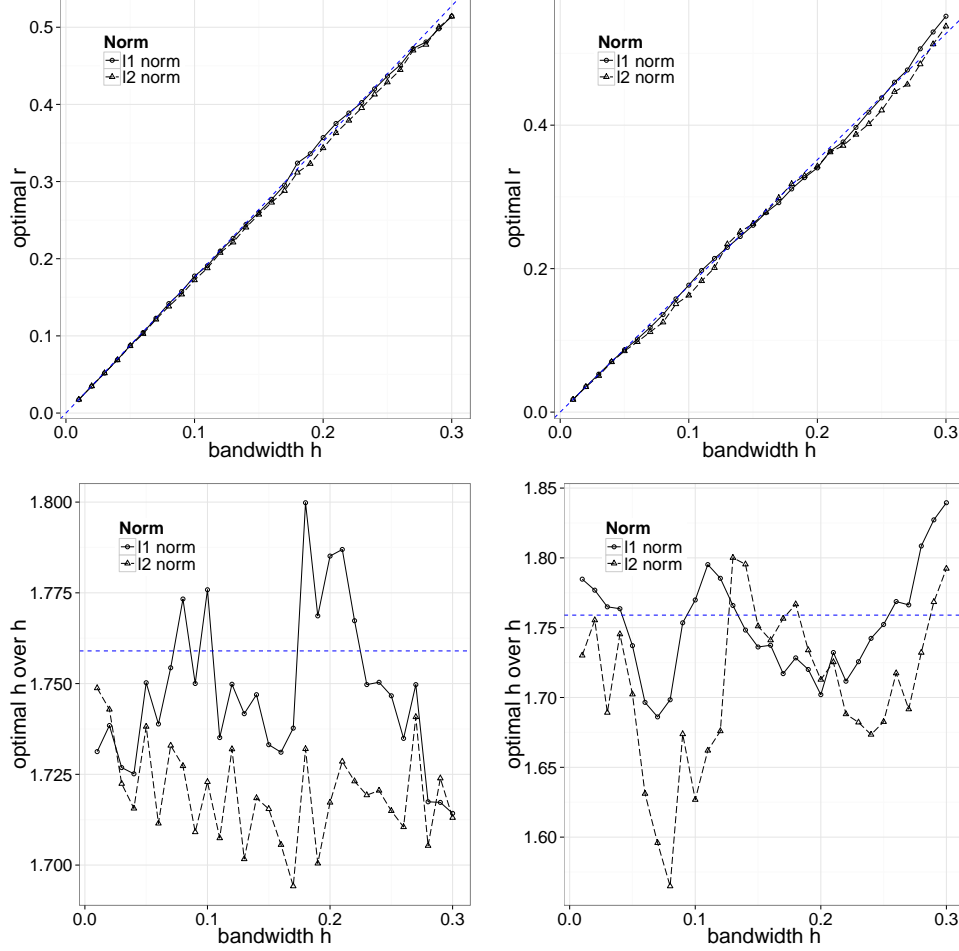 0.5
0.4
0.3
0.2
0.1
0.0
optimal r
Norm
l1 norm
l2 norm
0.0 0.1 0.2 0.3
bandwidth h
0.4
0.2
0.0
optimal r
Norm
l1 norm
l2 norm
0.0 0.1 0.2 0.3
bandwidth h
1.800
1.775
1.750
1.725
1.700
optimal h over h
Norm
l1 norm
l2 norm
0.0 0.1 0.2 0.3
bandwidth h
1.85
1.80
1.75
1.70
1.65
1.60
optimal h over h
Norm
l1 norm
l2 norm
0.0 0.1 0.2 0.3
bandwidth h